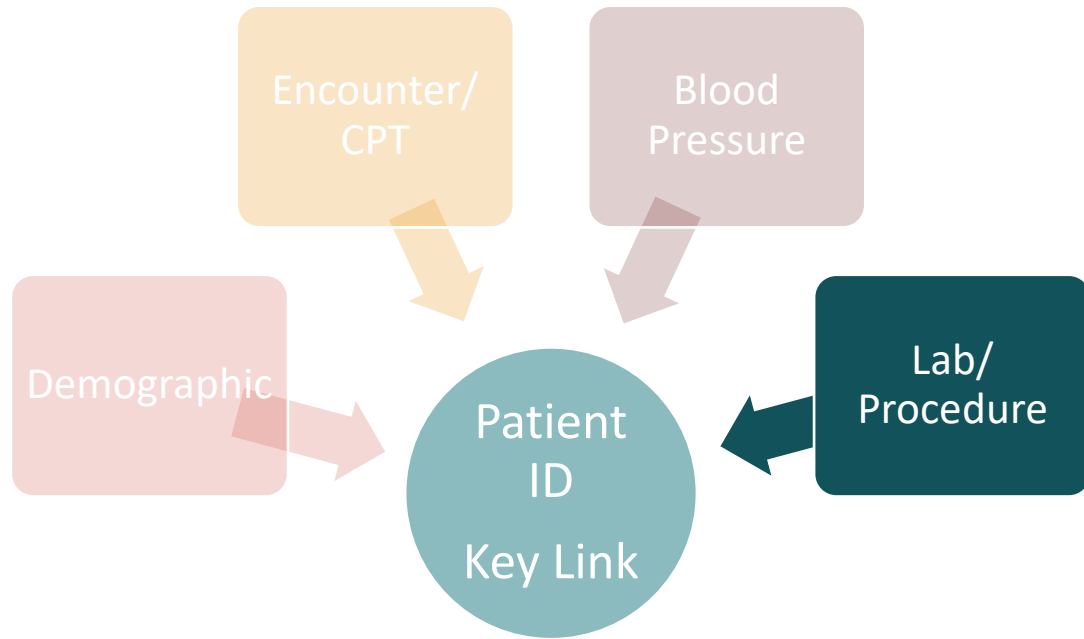 Encounter/
CPT
Blood
Pressure
Demographic
Lab/
Procedure
Patient
ID
Key Link